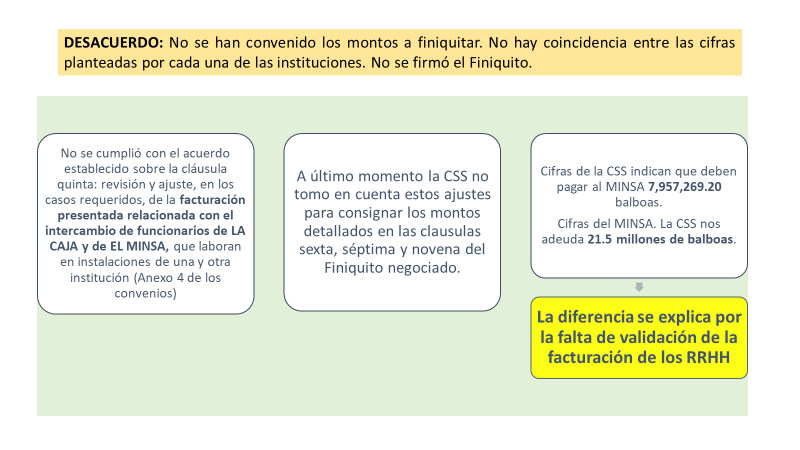 DESACUERDO: No se han convenido los montos a finiquitar. No hay coincidencia entre las cifras
planteadas por cada una de las instituciones. No se firmó el Finiquito.
No se cumplió con el acuerdo
establecido sobre la cláusula
quinta: revisión y ajuste, en los
casos requeridos, de la facturación
presentada relacionada con el
intercambio de funcionarios de LA
CAJA y de EL MINSA, que laboran
en instalaciones de una y otra
institución (Anexo 4 de los
convenios)
A último momento la CSS no
tomo en cuenta estos ajustes
para consignar los montos
detallados en las clausulas
sexta, séptima y novena del
Finiquito negociado.
Cifras de la CSS indican que deben
pagar al MINSA 7,957,269.20
balboas.
Cifras del MINSA. La CSS nos
adeuda 21.5 millones de balboas.
La diferencia se explica por
la falta de validación de la
facturación de los RRHH